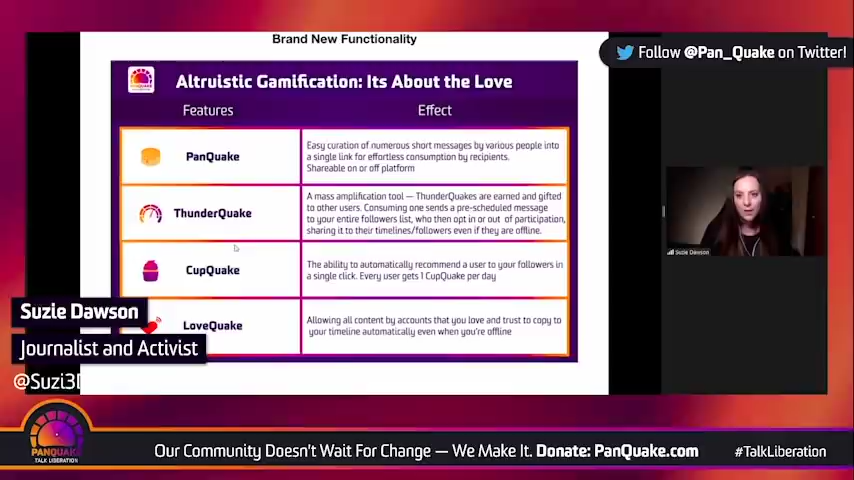 Brand New Functionality
Follow @Pan_Quake on Twitter!
Altruistic Gamification: Its About the Love
Features
Effect
PanQuake
Easy curation of numerous short messages by various people into
a single link for effortless consumption by recipients.
Shareable on or off platform
ThunderQuake
A mass amplification tool — ThunderQuakes are earned and gifted
to other users. Consuming one sends a pre-scheduled message
to your entire followers list, who then opt in or out of participation,
sharing it to their timelines/followers even if they are offline.
CupQuake
The ability to automatically recommend a user to your followers in
a single click. Every user gets 1 CupQuake per day
LoveQuake
Allowing all content by accounts that you love and trust to copy to
your timeline automatically even when you're offline
Suzie Dawson
Suzie Dawson
Journalist and Activist
@Suzi3D
PANQUAKE
TALK LIBERATION
Our Community Doesn't Wait For Change — We Make It. Donate: PanQuake.com
#TalkLiberation